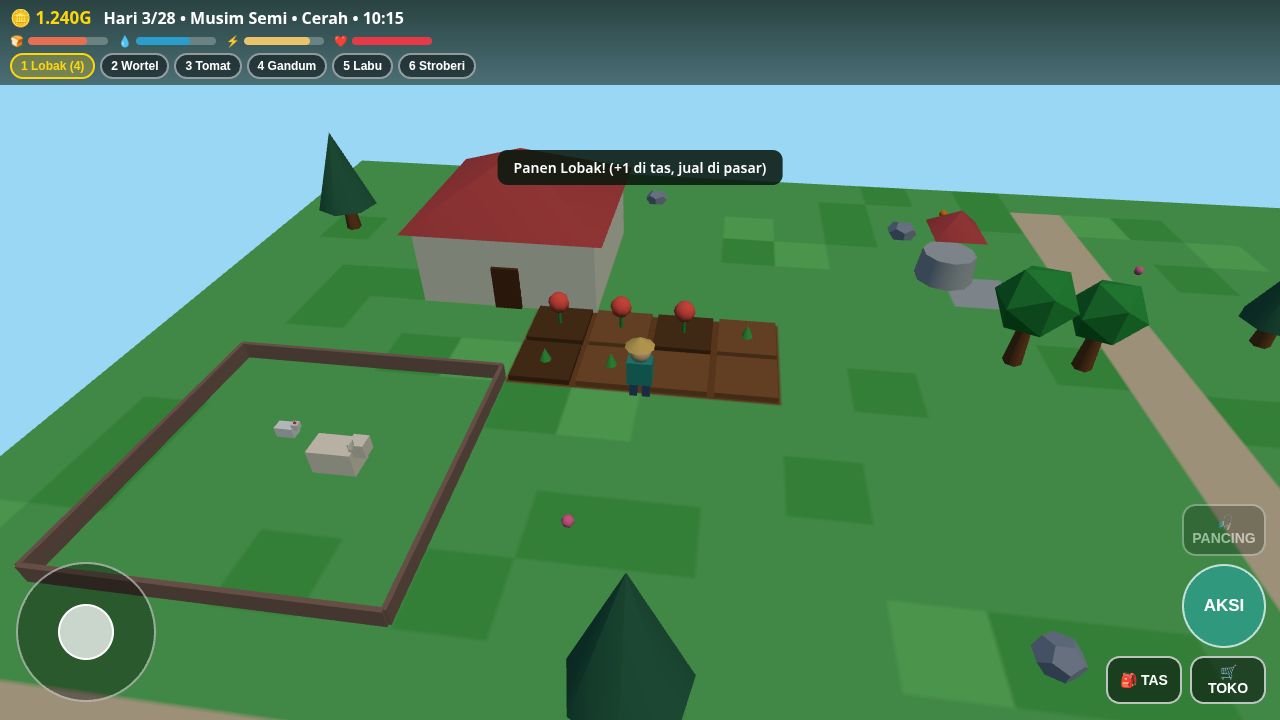 1.240G Hari 3/28 • Musim Semi • Cerah • 10:15
1 Lobak (4) 2 Wortel 3 Tomat 4 Gandum 5 Labu 6 Stroberi
Panen Lobak! (+1 di tas, jual di pasar)
PANCING
AKSI
TAS
TOKO